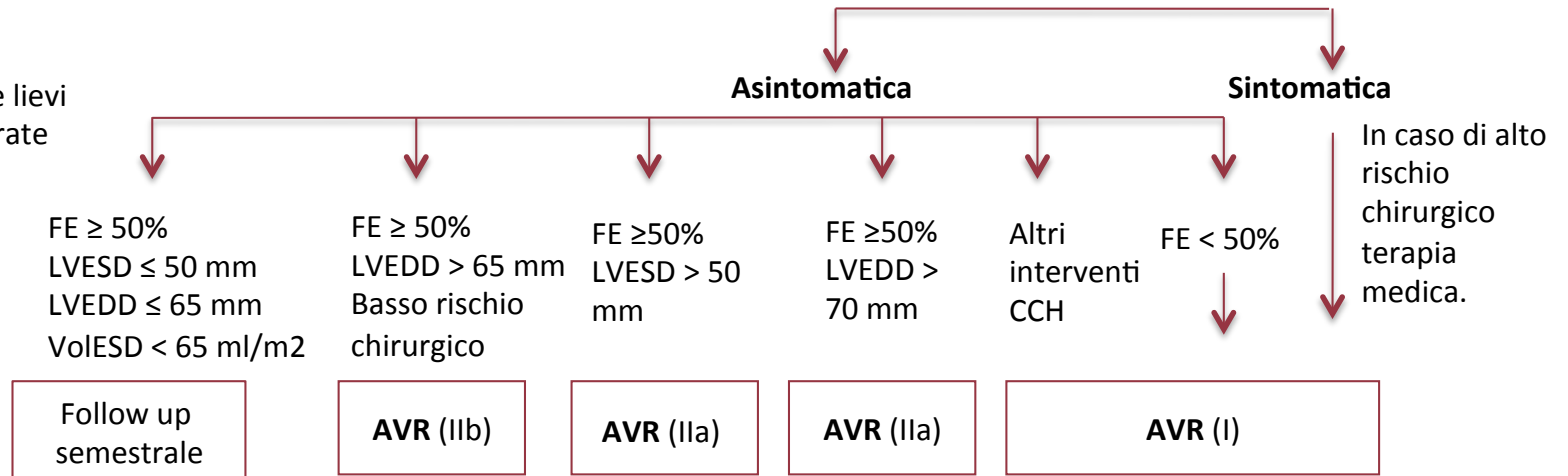 Asintomatica
Sintomatica
e lievi
rate
In caso di alto
rischio
chirurgico
terapia
medica.
FE ≥ 50%
LVESD ≤ 50 mm
LVEDD ≤ 65 mm
VolESD < 65 ml/m2
FE ≥ 50%
LVEDD > 65 mm
Basso rischio
chirurgico
FE ≥50%
LVESD > 50
mm
FE ≥50%
LVEDD >
70 mm
Altri
interventi
CCH
FE < 50%
Follow up
semestrale
AVR (IIb)
AVR (IIa)
AVR (IIa)
AVR (I)